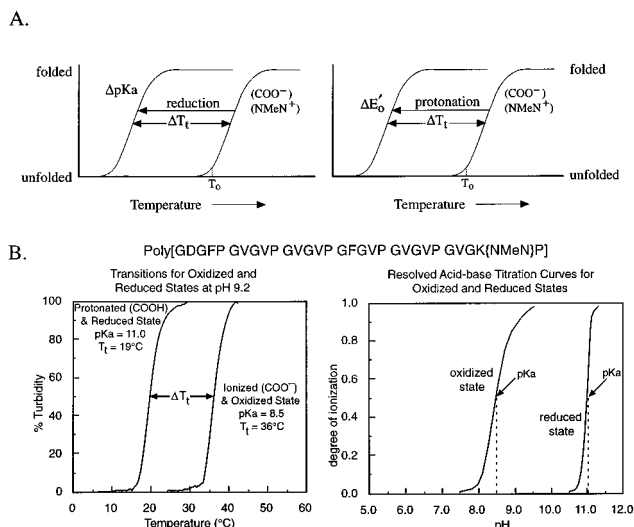 A.
folded
unfolded
ΔpKa
reduction
ΔTt
(COO⁻)
(NMeN⁺)
To
Temperature
ΔE′o
protonation
ΔTt
(COO⁻)
(NMeN⁺)
folded
unfolded
To
Temperature
B.
Poly[GDGFP GVGVP GVGVP GFGVP GVGVP GVGK{NMeN}P]
Transitions for Oxidized and
Reduced States at pH 9.2
% Turbidity
100
80
60
40
20
0
Protonated (COOH)
& Reduced State
pKa = 11.0
Tt = 19°C
ΔTt
Ionized (COO⁻)
& Oxidized State
pKa = 8.5
Tt = 36°C
0 10 20 30 40 50 60
Temperature (°C)
Resolved Acid-base Titration Curves for
Oxidized and Reduced States
degree of ionization
1.0
0.8
0.6
0.4
0.2
0.0
oxidized
state
pKa
reduced
state
pKa
5.0 7.0 8.0 9.0 10.0 11.0 12.0
pH